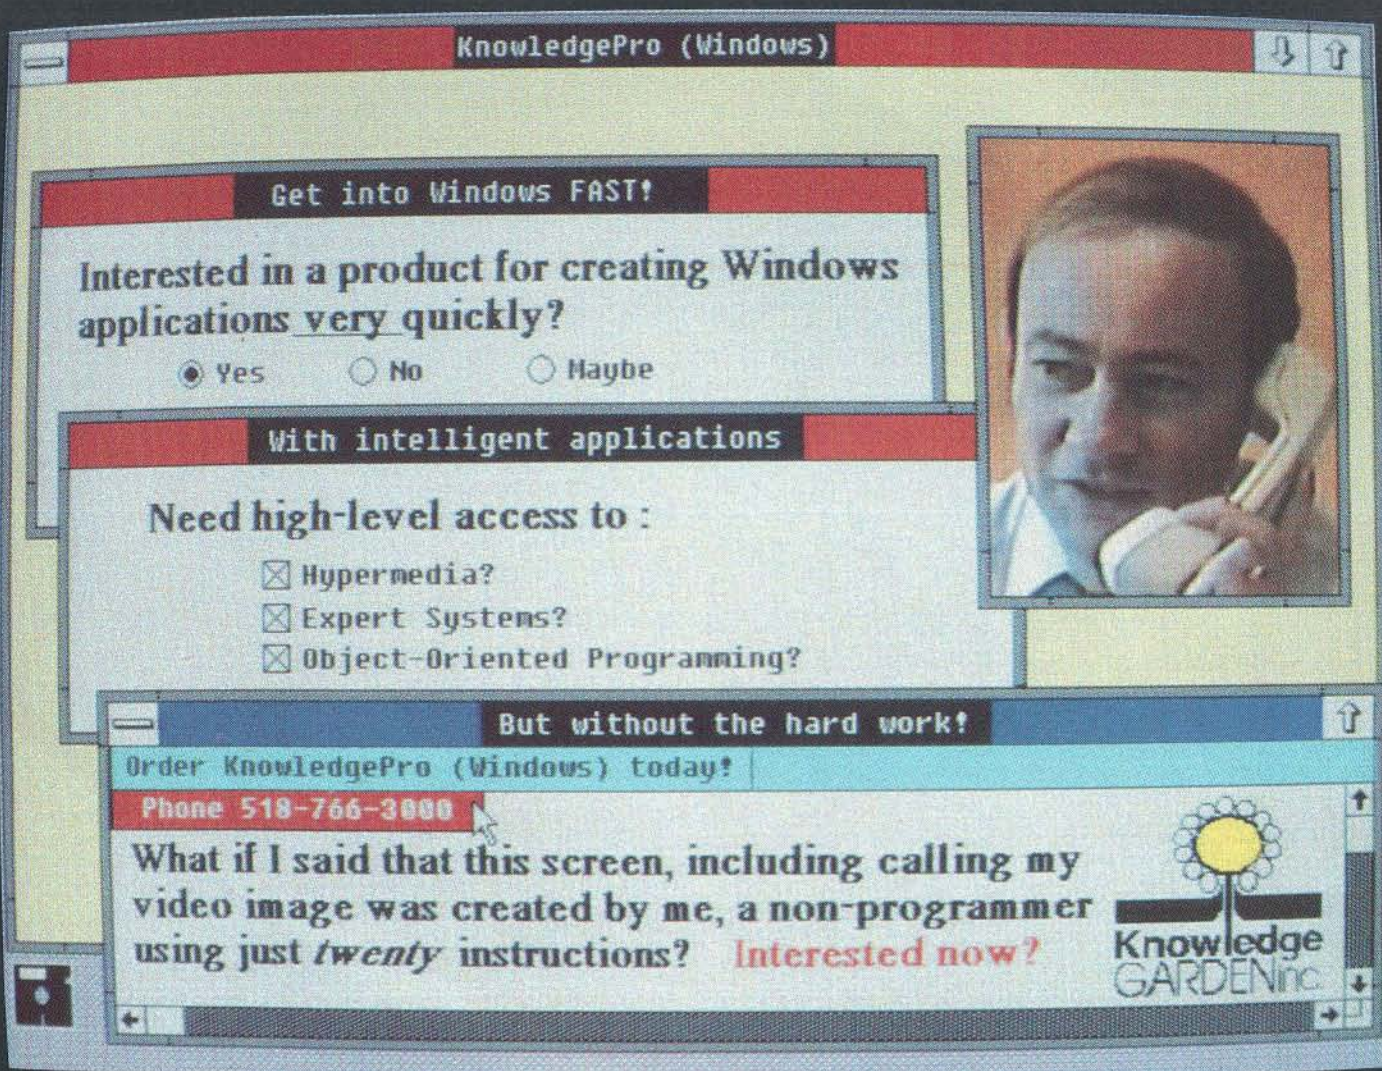 KnowledgePro (Windows)
Get into Windows FAST!
Interested in a product for creating Windows
applications very quickly?
Yes No Maybe
With intelligent applications
Need high-level access to :
Hypermedia?
Expert Systems?
Object-Oriented Programming?
But without the hard work!
Order KnowledgePro (Windows) today!
Phone 518-766-3000
What if I said that this screen, including calling my
video image was created by me, a non-programmer
using just twenty instructions? Interested now?
Knowledge
GARDENinc